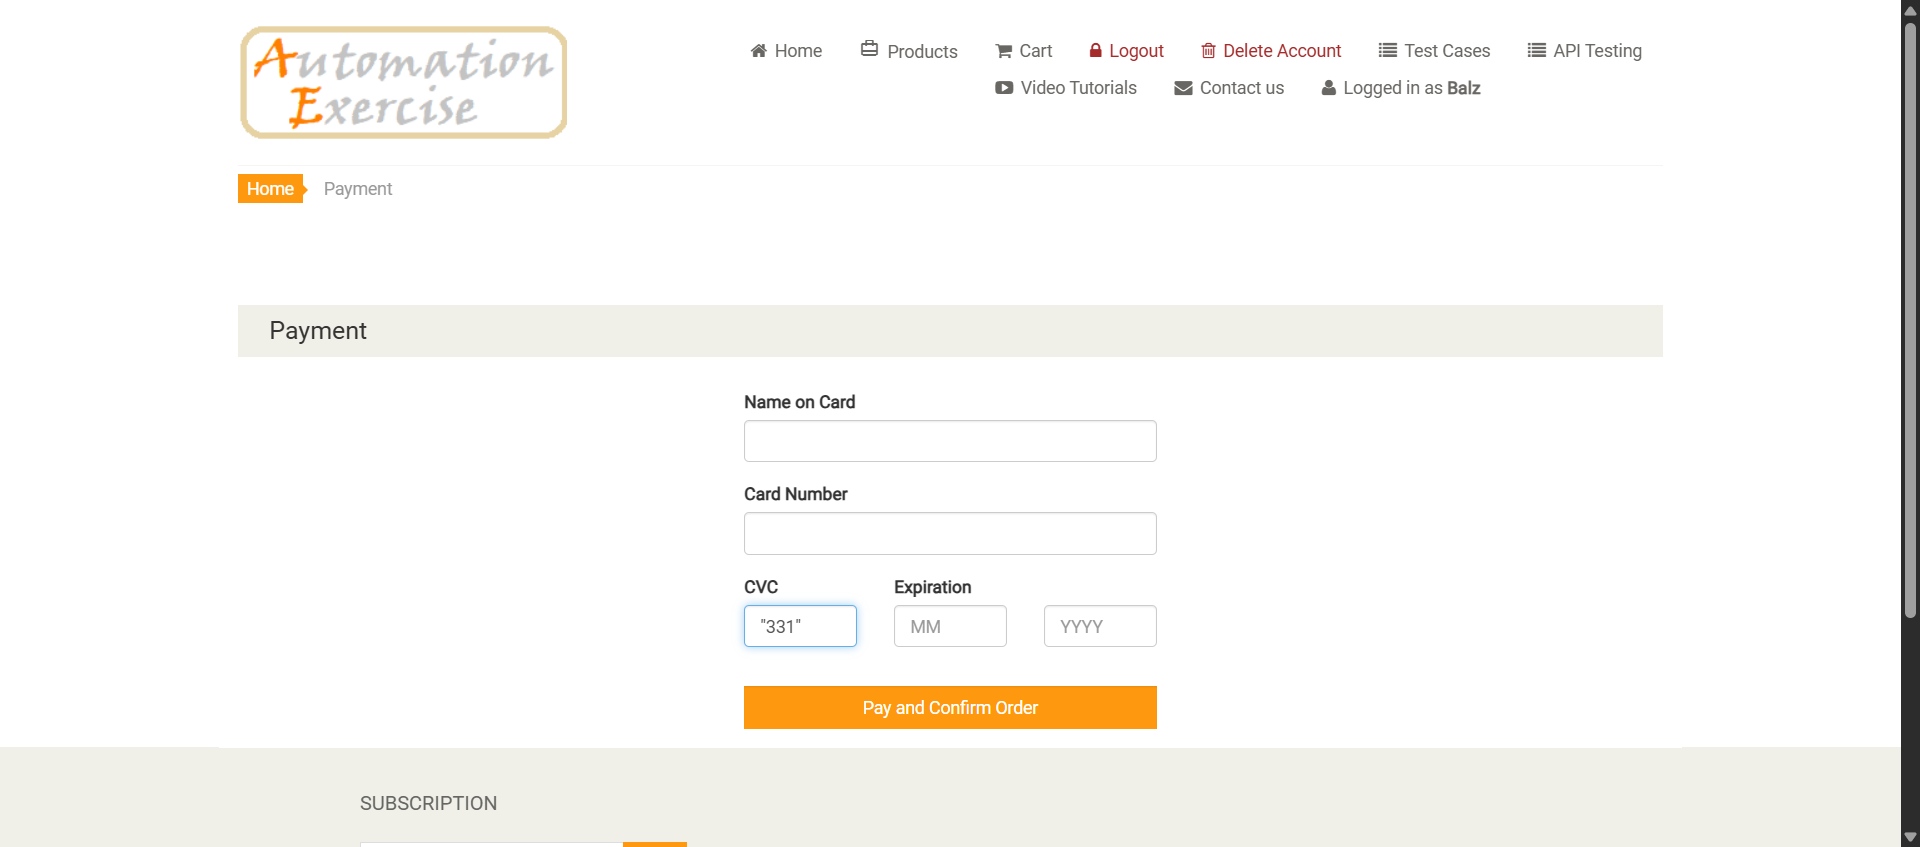 Automation
Exercise
Home
Products
Cart
Logout
Delete Account
Test Cases
API Testing
Video Tutorials
Contact us
Logged in as Balz
Home
Payment
Payment
Name on Card
Card Number
CVC
Expiration
"331"
MM
YYYY
Pay and Confirm Order
SUBSCRIPTION